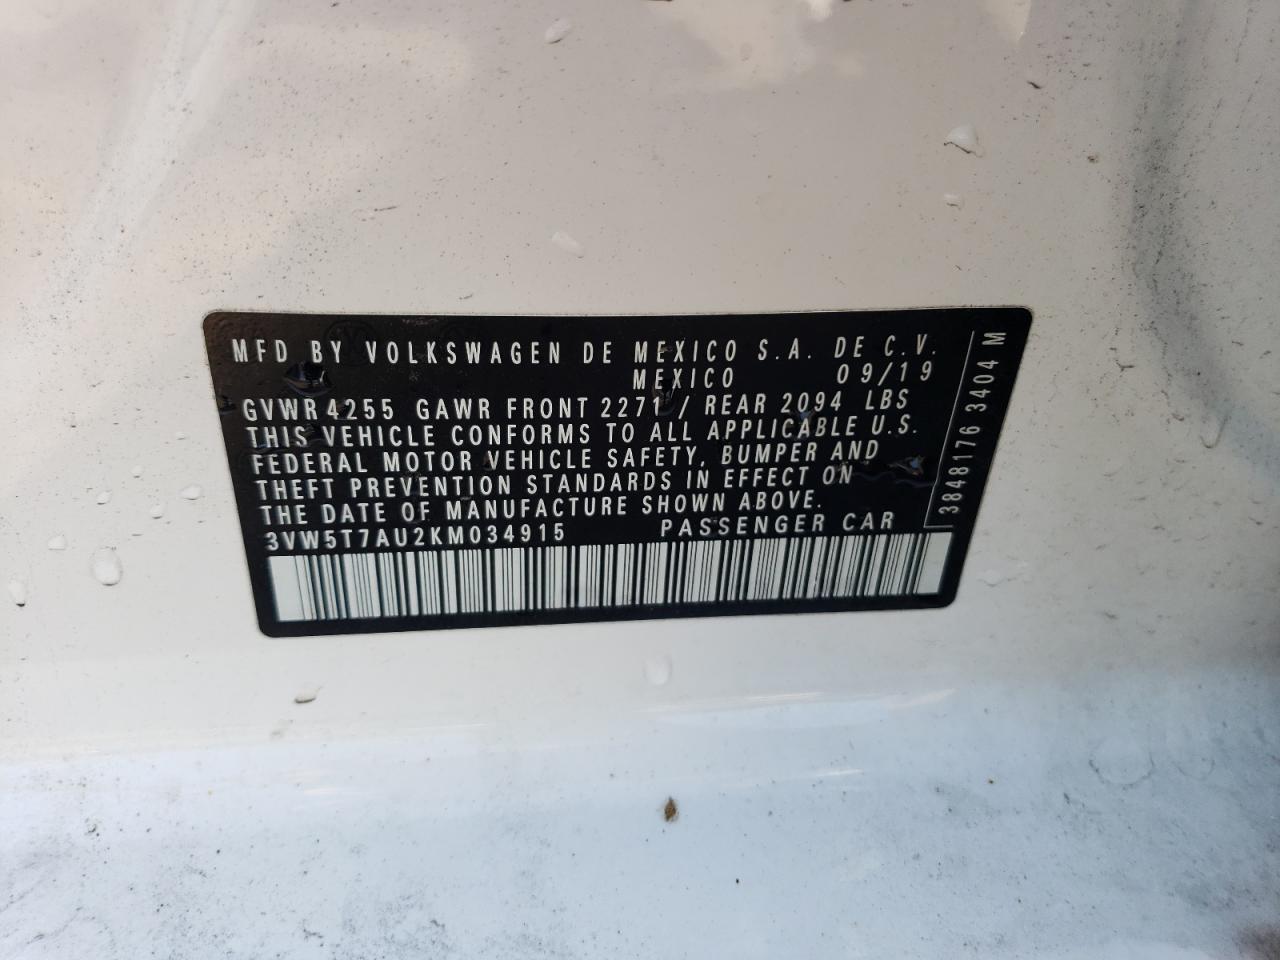 MFD BY VOLKSWAGEN DE MEXICO S.A. DE C.V.
MEXICO 09/19
GVWR 4255 GAWR FRONT 2271 / REAR 2094 LBS
THIS VEHICLE CONFORMS TO ALL APPLICABLE U.S.
FEDERAL MOTOR VEHICLE SAFETY, BUMPER AND
THEFT PREVENTION STANDARDS IN EFFECT ON
THE DATE OF MANUFACTURE SHOWN ABOVE.
3VW5T7AU2KM034915 PASSENGER CAR
3848176 3404 M